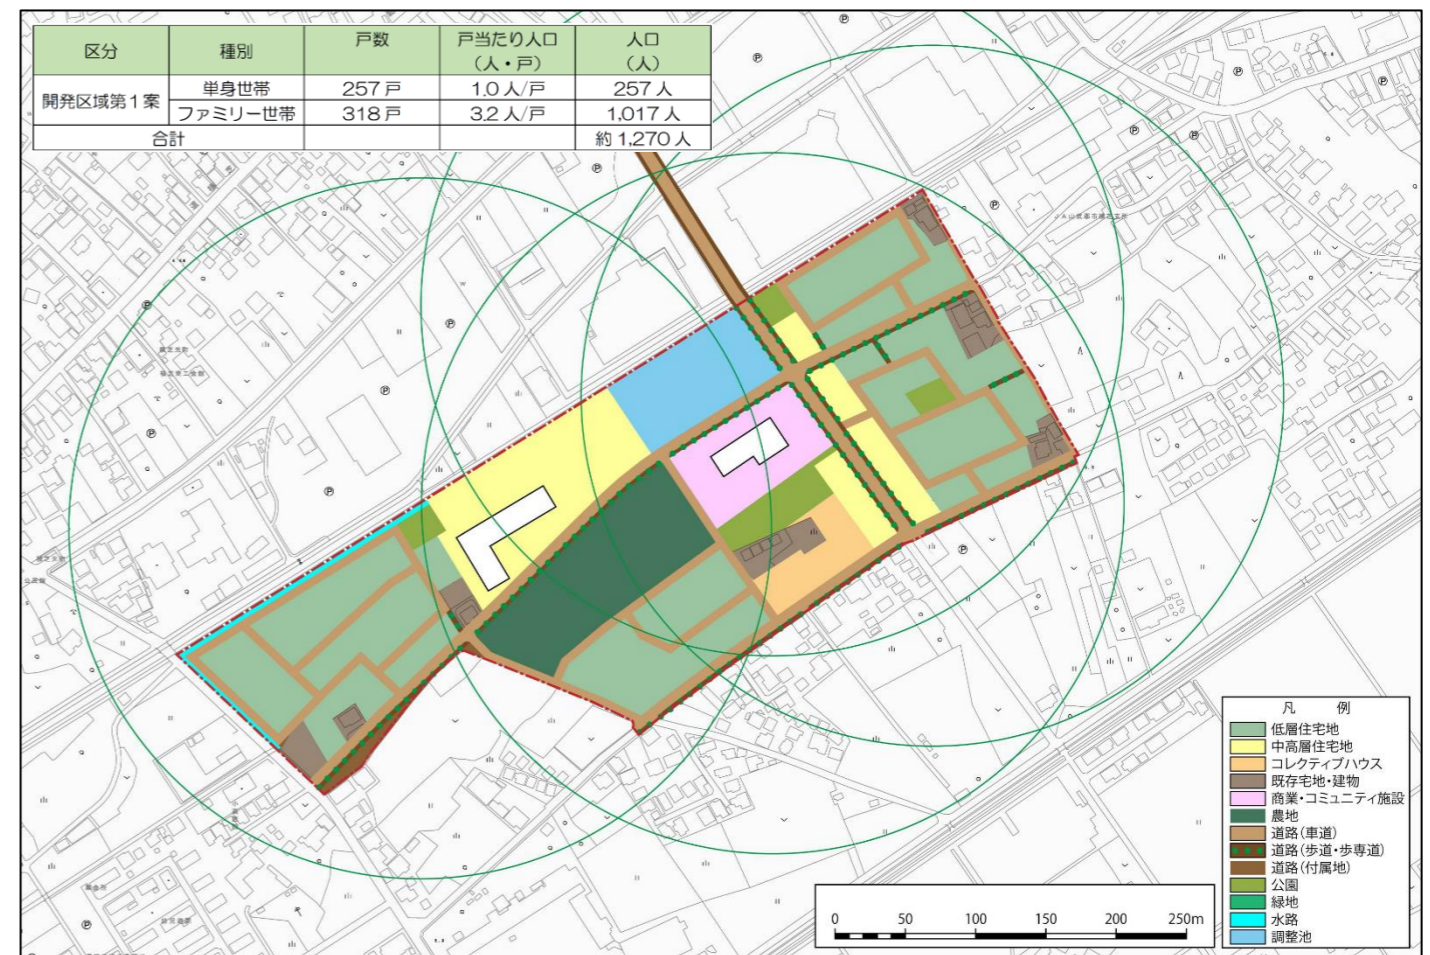 区分 種別 戸数 戸当たり人口 人口
（人・戸） （人）
開発区域第１案 単身世帯 257戸 1.0人/戸 257人
ファミリー世帯 318戸 3.2人/戸 1,017人
合計 約1,270人
凡 例
低層住宅地
中高層住宅地
コレクティブハウス
既存宅地・建物
商業・コミュニティ施設
農地
道路（車道）
道路（歩道・歩専道）
道路（付属地）
公園
緑地
水路
調整池
0 50 100 150 200 250m